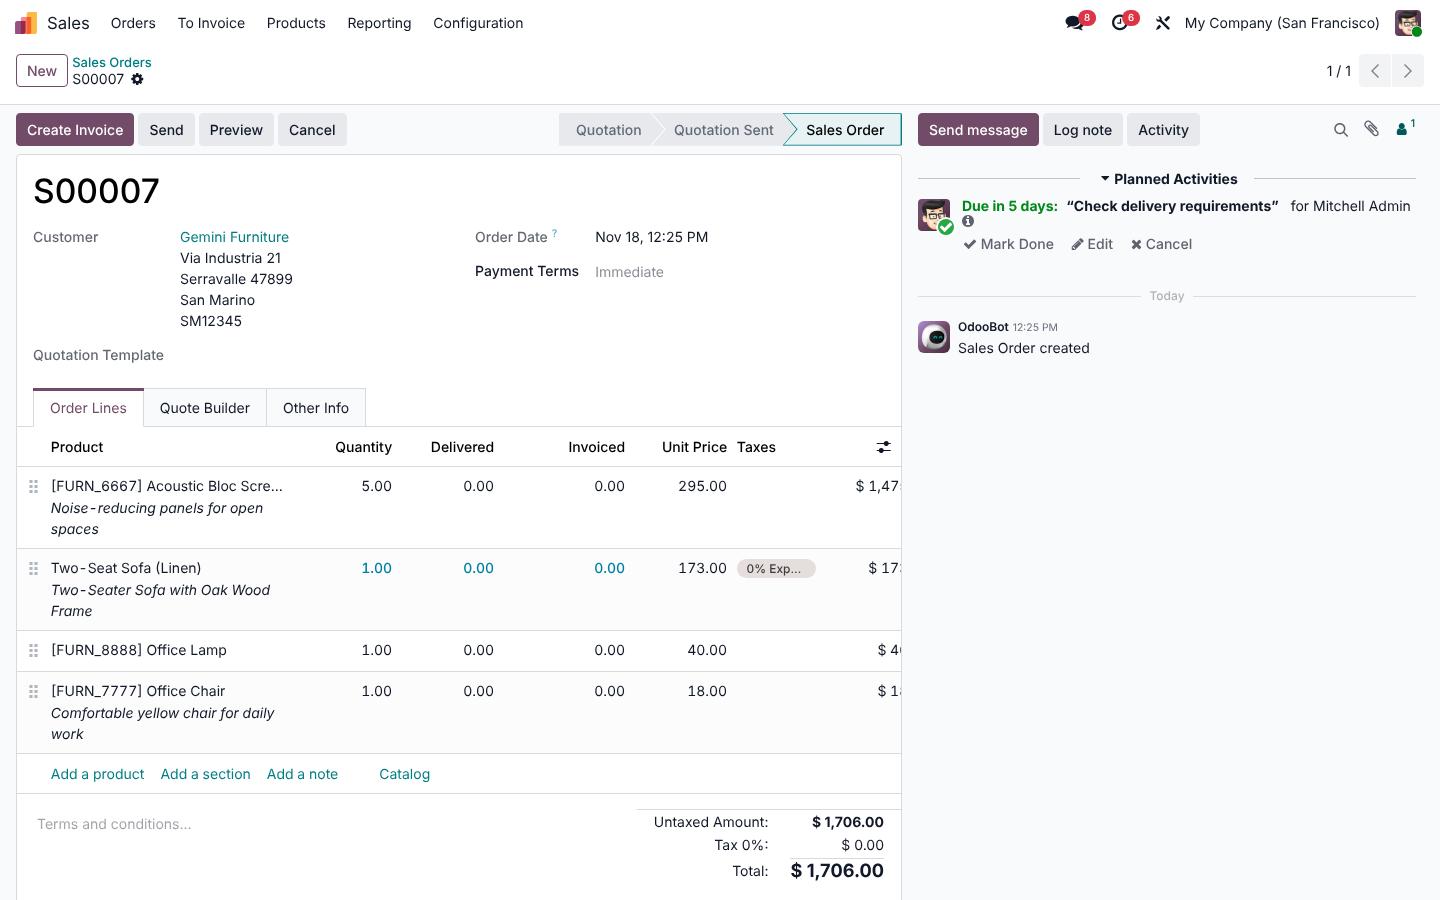 Sales Orders To Invoice Products Reporting Configuration 8 6 My Company (San Francisco)
New Sales Orders
S00007 1 / 1
Create Invoice Send Preview Cancel Quotation Quotation Sent Sales Order
Send message Log note Activity 1
S00007
Customer Gemini Furniture
Via Industria 21
Serravalle 47899
San Marino
SM12345
Order Date ? Nov 18, 12:25 PM
Payment Terms Immediate
Quotation Template
Order Lines Quote Builder Other Info
Product Quantity Delivered Invoiced Unit Price Taxes
[FURN_6667] Acoustic Bloc Scre... 5.00 0.00 0.00 295.00 $ 1,47
Noise-reducing panels for open
spaces
Two-Seat Sofa (Linen) 1.00 0.00 0.00 173.00 0% Exp... $ 17
Two-Seater Sofa with Oak Wood
Frame
[FURN_8888] Office Lamp 1.00 0.00 0.00 40.00 $ 4
[FURN_7777] Office Chair 1.00 0.00 0.00 18.00 $ 1
Comfortable yellow chair for daily
work
Add a product Add a section Add a note Catalog
Terms and conditions...
Untaxed Amount: $ 1,706.00
Tax 0%: $ 0.00
Total: $ 1,706.00
Planned Activities
Due in 5 days: “Check delivery requirements” for Mitchell Admin
Mark Done Edit Cancel
Today
OdooBot 12:25 PM
Sales Order created